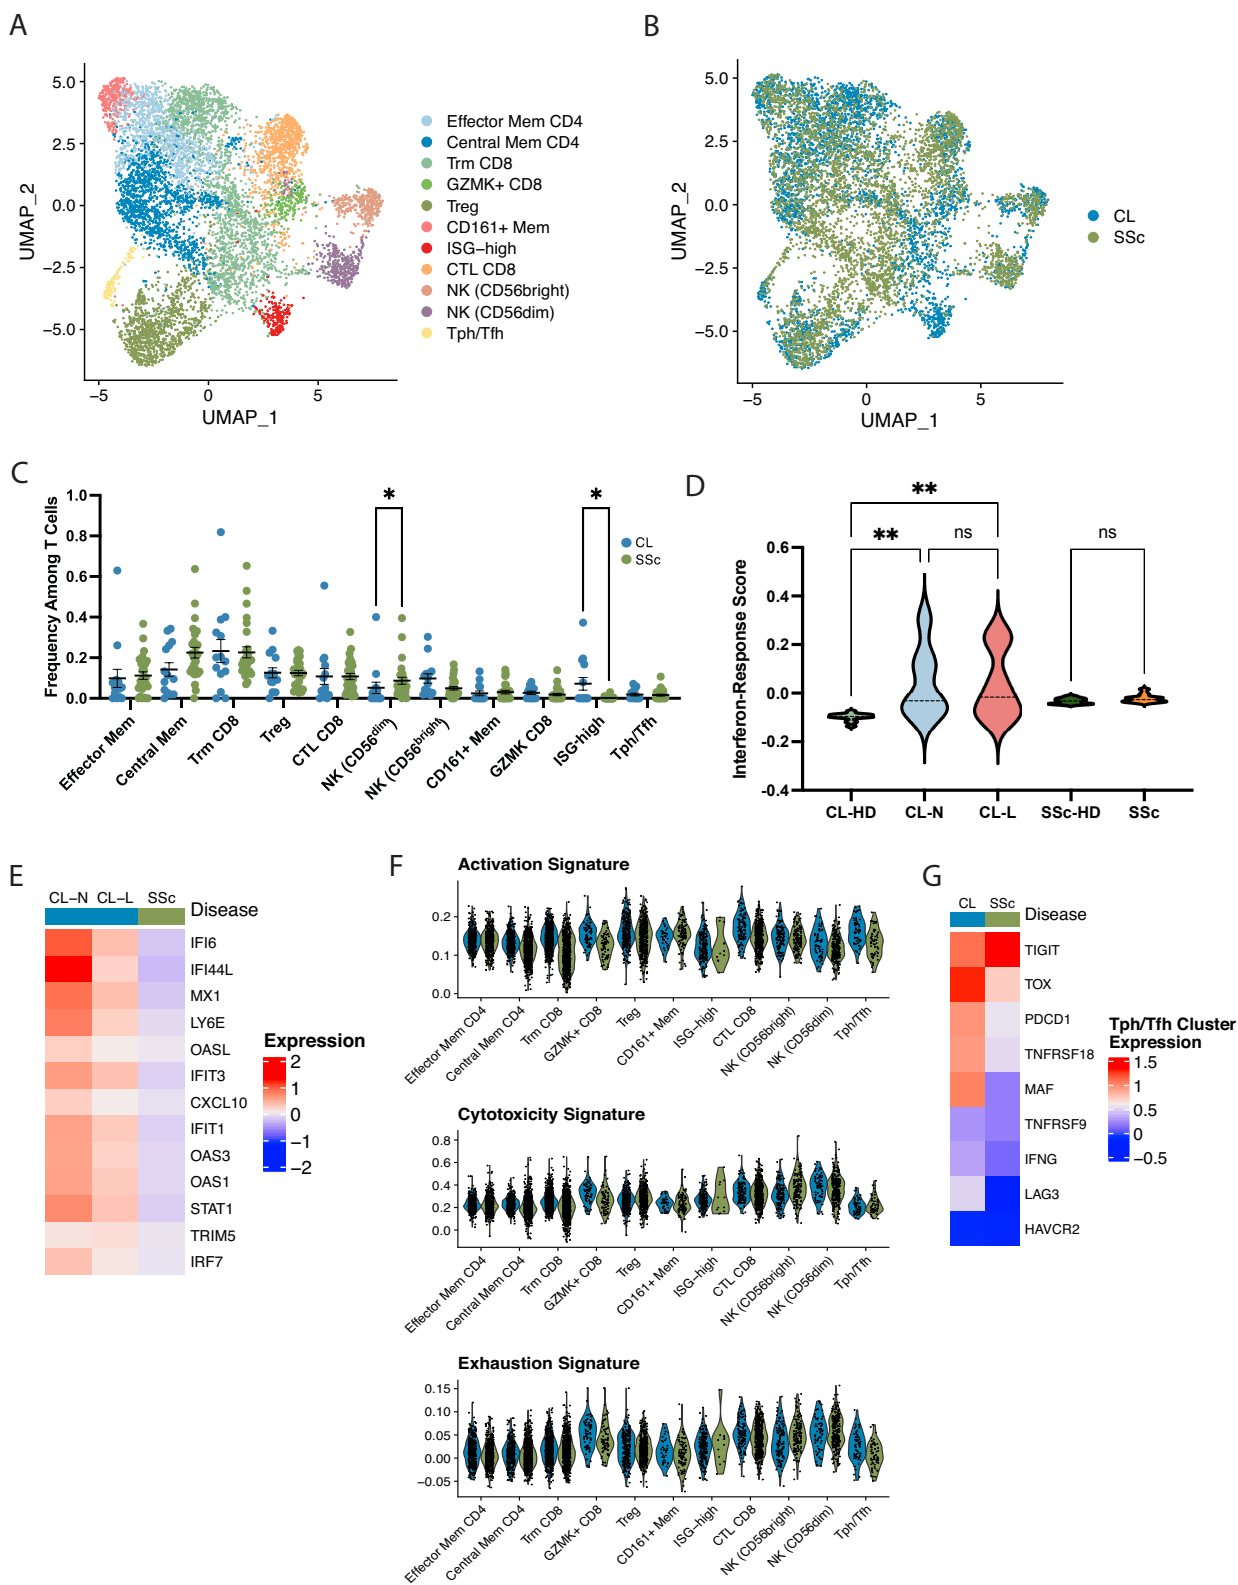 A
5.0
2.5
0.0
−2.5
−5.0
UMAP_2
−5
0
5
UMAP_1
Effector Mem CD4
Central Mem CD4
Trm CD8
GZMK+ CD8
Treg
CD161+ Mem
ISG−high
CTL CD8
NK (CD56bright)
NK (CD56dim)
Tph/Tfh
B
5.0
2.5
0.0
−2.5
−5.0
UMAP_2
−5
0
5
UMAP_1
CL
SSc
C
Frequency Among T Cells
1.0
0.8
0.6
0.4
0.2
0.0
*
*
CL
SSc
Effector Mem
Central Mem
Trm CD8
Treg
CTL CD8
NK (CD56dim)
NK (CD56bright)
CD161+ Mem
GZMK CD8
ISG-high
Tph/Tfh
D
Interferon-Response Score
0.6
0.4
0.2
0.0
-0.2
-0.4
**
**
ns
ns
CL-HD
CL-N
CL-L
SSc-HD
SSc
E
CL−N
CL−L
SSc
Disease
IFI6
IFI44L
MX1
LY6E
OASL
IFIT3
CXCL10
IFIT1
OAS3
OAS1
STAT1
TRIM5
IRF7
Expression
2
1
0
−1
−2
F
Activation Signature
0.2
0.1
0.0
Effector Mem CD4
Central Mem CD4
Trm CD8
GZMK+ CD8
Treg
CD161+ Mem
ISG−high
CTL CD8
NK (CD56bright)
NK (CD56dim)
Tph/Tfh
Cytotoxicity Signature
0.8
0.6
0.4
0.2
0.0
Effector Mem CD4
Central Mem CD4
Trm CD8
GZMK+ CD8
Treg
CD161+ Mem
ISG−high
CTL CD8
NK (CD56bright)
NK (CD56dim)
Tph/Tfh
Exhaustion Signature
0.15
0.10
0.05
0.00
−0.05
Effector Mem CD4
Central Mem CD4
Trm CD8
GZMK+ CD8
Treg
CD161+ Mem
ISG−high
CTL CD8
NK (CD56bright)
NK (CD56dim)
Tph/Tfh
G
CL
SSc
Disease
TIGIT
TOX
PDCD1
TNFRSF18
MAF
TNFRSF9
IFNG
LAG3
HAVCR2
Tph/Tfh Cluster
Expression
1.5
1
0.5
0
−0.5